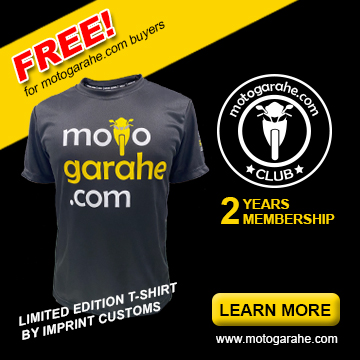 FREE!
for motogarahe.com buyers
moto
garahe
.com
motogarahe.com
★CLUB★
2 YEARS
MEMBERSHIP
LIMITED EDITION T-SHIRT
BY IMPRINT CUSTOMS
LEARN MORE
www.motogarahe.com